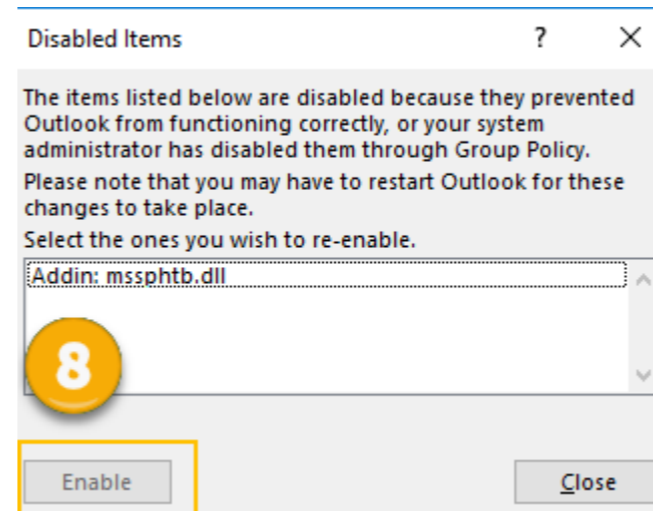 Disabled Items ? X
The items listed below are disabled because they prevented
Outlook from functioning correctly, or your system
administrator has disabled them through Group Policy.
Please note that you may have to restart Outlook for these
changes to take place.
Select the ones you wish to re-enable.
Addin: mssphtb.dll
8
Enable Close